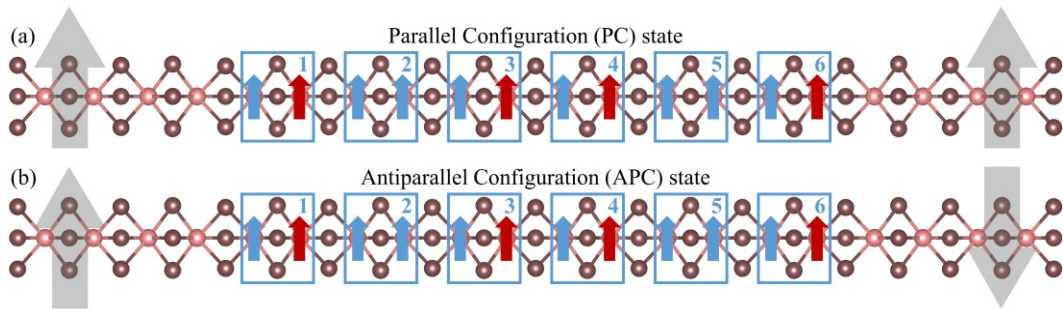 (a)
Parallel Configuration (PC) state
1 2 3 4 5 6
(b)
Antiparallel Configuration (APC) state
1 2 3 4 5 6